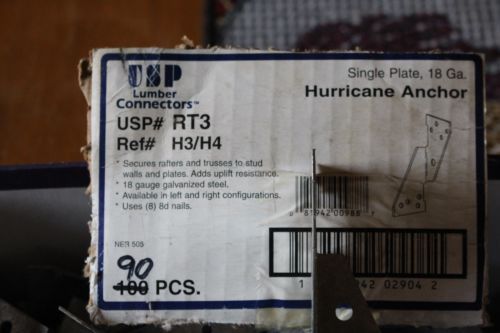 USP
Lumber
Connectors™
Single Plate, 18 Ga.
Hurricane Anchor
USP# RT3
Ref# H3/H4
* Secures rafters and trusses to stud
walls and plates. Adds uplift resistance.
* 18 gauge galvanized steel.
* Available in left and right configurations.
* Uses (8) 8d nails.
NER 505
90
100 PCS.